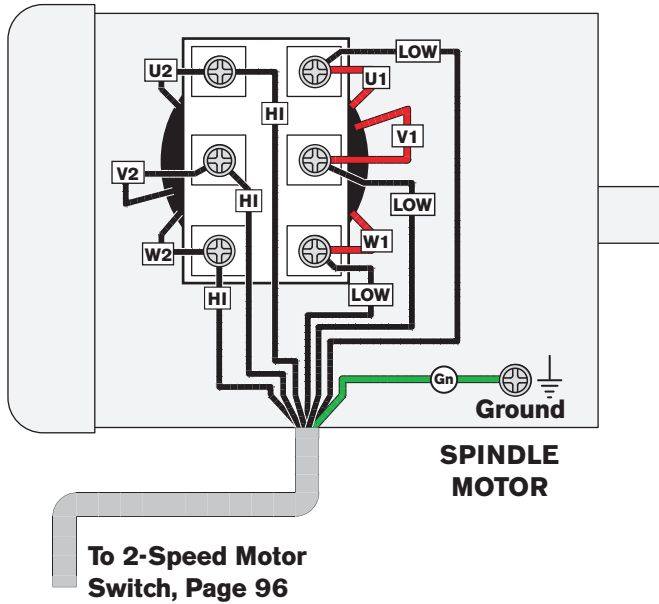 LOW
U2
U1
HI
V1
V2
HI
LOW
W1
W2
HI
LOW
Gn
Ground
SPINDLE
MOTOR
To 2-Speed Motor
Switch, Page 96